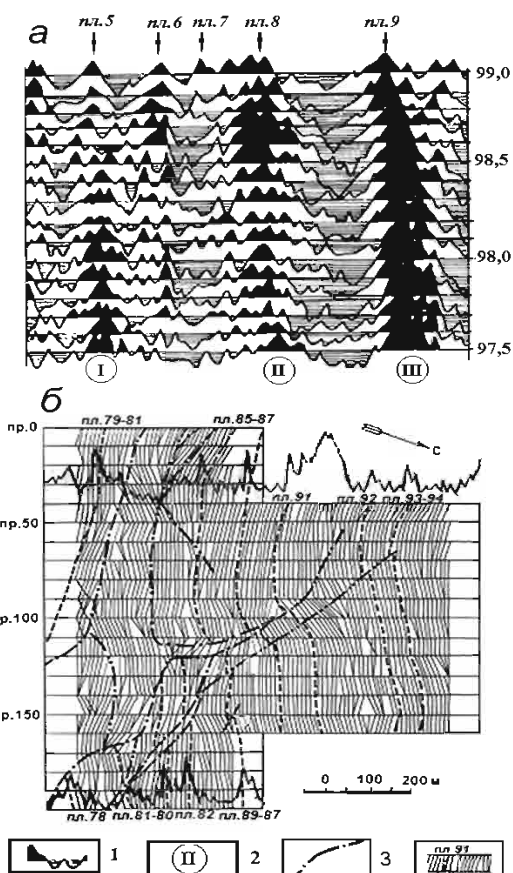 а
пл.5 пл.6 пл.7 пл.8 пл.9
99,0
98,5
98,0
97,5
I II III
б
пл.79-81 пл.85-87
пр.0
с
пл.91 пл.92 пл.93-94
пр.50
р.100
р.150
0 100 200 м
пл.78 пл.81-80 пл.82 пл.89-87
1 II 2 3 пл 91